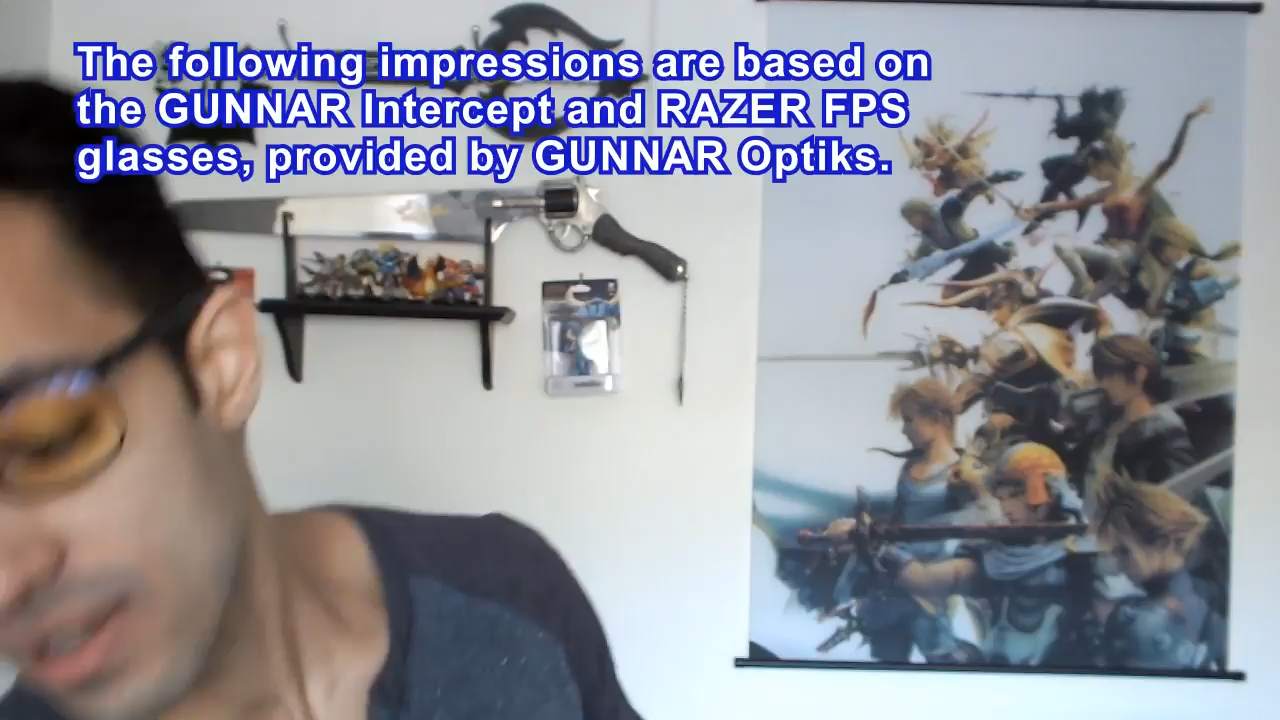 The following impressions are based on
the GUNNAR Intercept and RAZER FPS
glasses, provided by GUNNAR Optiks.